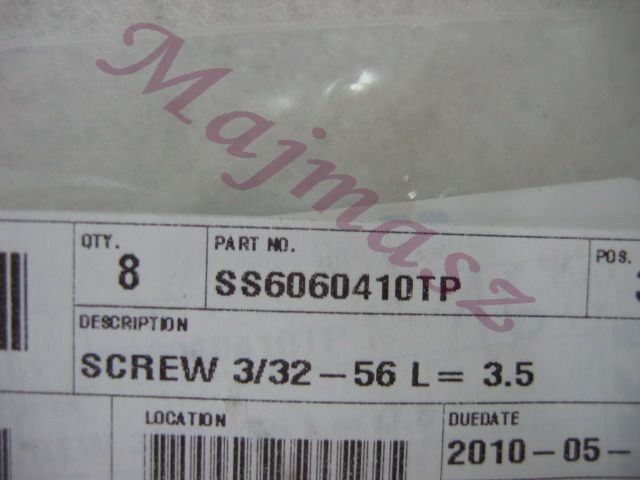 Majmasz
QTY. PART NO. POS.
8 SS6060410TP
DESCRIPTION
SCREW 3/32-56 L= 3.5
LOCATION DUEDATE
2010-05-